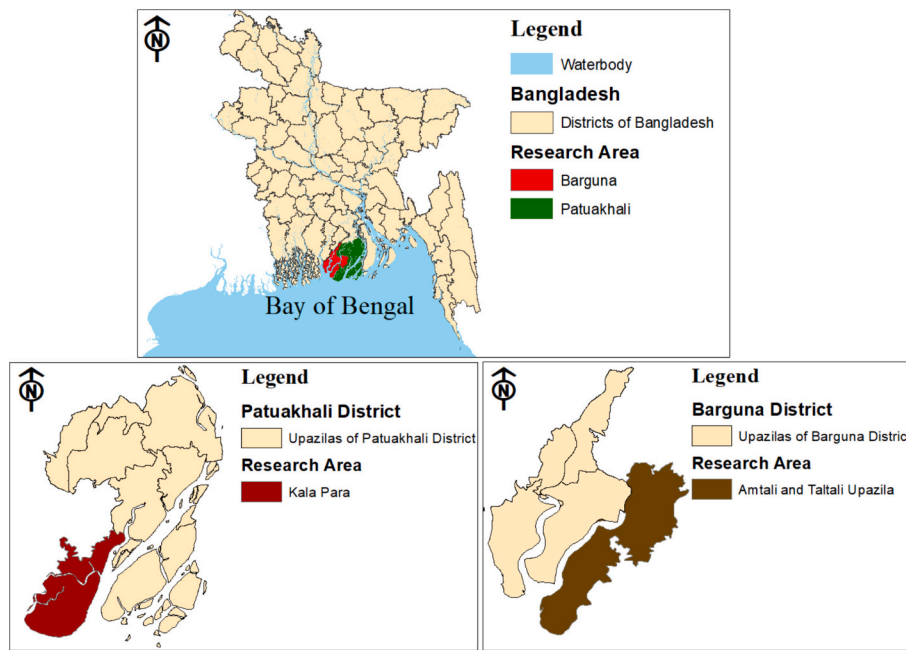 N
Legend
Waterbody
Bangladesh
Districts of Bangladesh
Research Area
Barguna
Patuakhali
Bay of Bengal
N
Legend
Patuakhali District
Upazilas of Patuakhali District
Research Area
Kala Para
N
Legend
Barguna District
Upazilas of Barguna District
Research Area
Amtali and Taltali Upazila